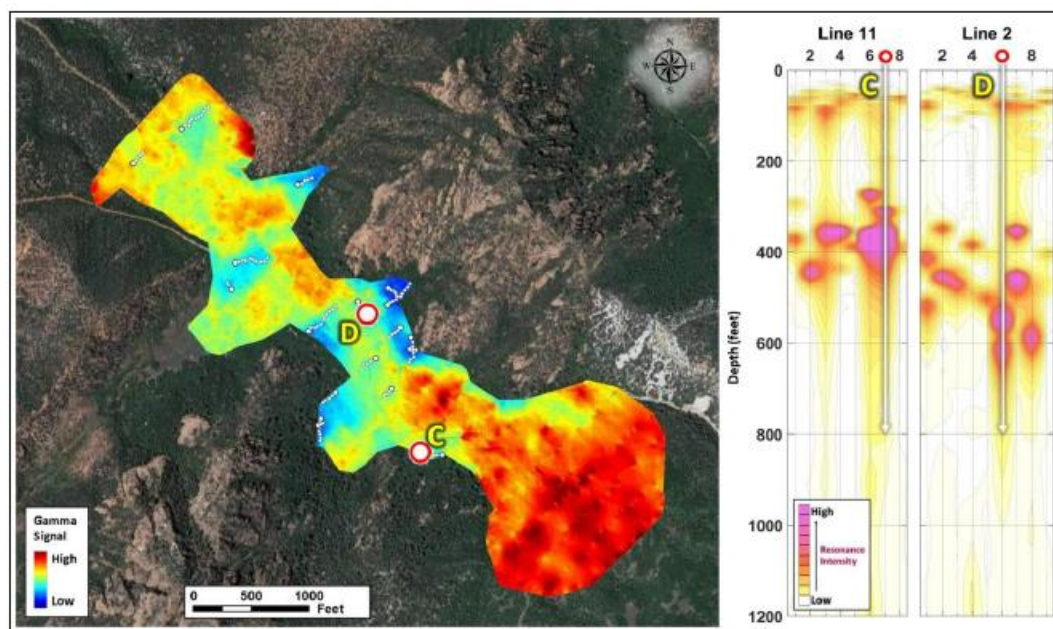 N
W E
S
D
C
Gamma
Signal
High
Low
0 500 1000
Feet
Line 11
2 4 6 8
C
Line 2
2 4 6 8
D
Depth (feet)
0
200
400
600
800
1000
1200
High
Resonance
Intensity
Low